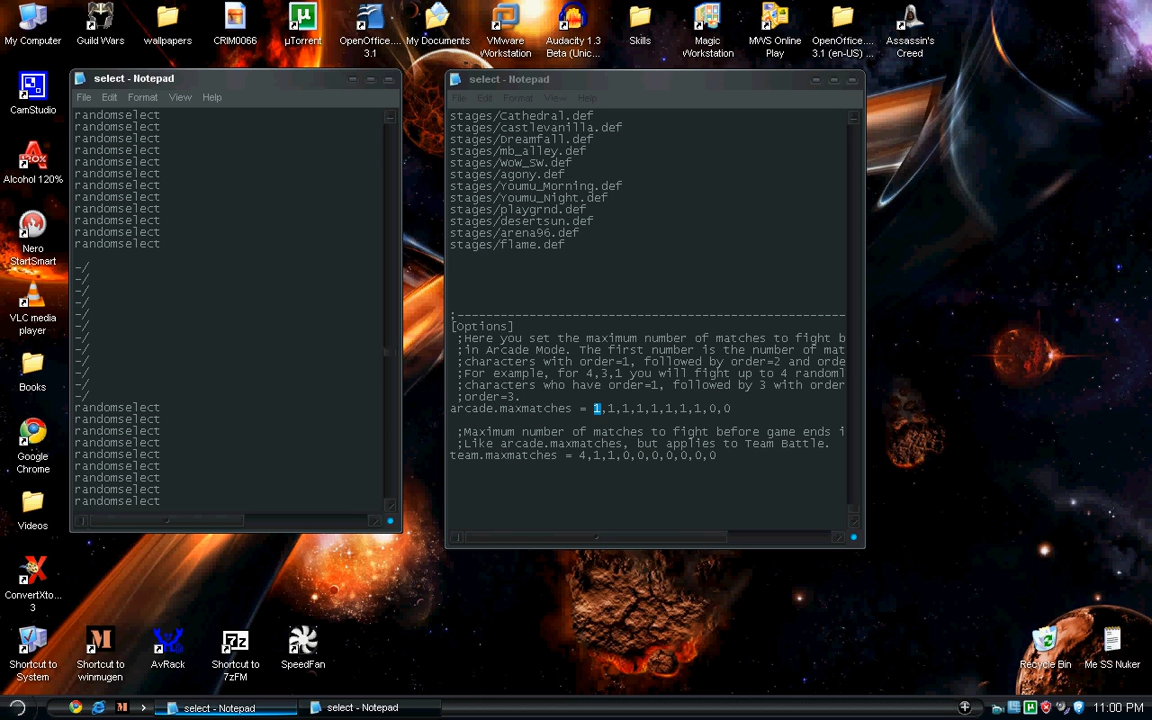 My Computer
Guild Wars
wallpapers
CRIM0066
µTorrent
OpenOffice....
3.1
My Documents
VMware
Workstation
Audacity 1.3
Beta (Unic...
Skills
Magic
Workstation
MWS Online
Play
OpenOffice....
3.1 (en-US) ...
Assassin's
Creed
CamStudio
Alcohol 120%
Nero
StartSmart
VLC media
player
Books
Google
Chrome
Videos
ConvertXto...
3
Shortcut to
System
Shortcut to
winmugen
AvRack
Shortcut to
7zFM
SpeedFan
Recycle Bin
Me SS Nuker
select - Notepad
File Edit Format View Help
randomselect
randomselect
randomselect
randomselect
randomselect
randomselect
randomselect
randomselect
randomselect
randomselect
randomselect
randomselect
-/
-/
-/
-/
-/
-/
-/
-/
-/
-/
-/
-/
randomselect
randomselect
randomselect
randomselect
randomselect
randomselect
randomselect
randomselect
randomselect
select - Notepad
File Edit Format View Help
stages/Cathedral.def
stages/castlevanilla.def
stages/Dreamfall.def
stages/mb_alley.def
stages/WoW_SW.def
stages/agony.def
stages/Youmu_Morning.def
stages/Youmu_Night.def
stages/playgrnd.def
stages/desertsun.def
stages/arena96.def
stages/flame.def
;-------------------------------------------------------
[Options]
;Here you set the maximum number of matches to fight b
;in Arcade Mode. The first number is the number of mat
;characters with order=1, followed by order=2 and orde
;For example, for 4,3,1 you will fight up to 4 randoml
;characters who have order=1, followed by 3 with order
;order=3.
arcade.maxmatches = 1,1,1,1,1,1,1,1,0,0
;Maximum number of matches to fight before game ends i
;Like arcade.maxmatches, but applies to Team Battle.
team.maxmatches = 4,1,1,0,0,0,0,0,0,0
select - Notepad
select - Notepad
11:00 PM